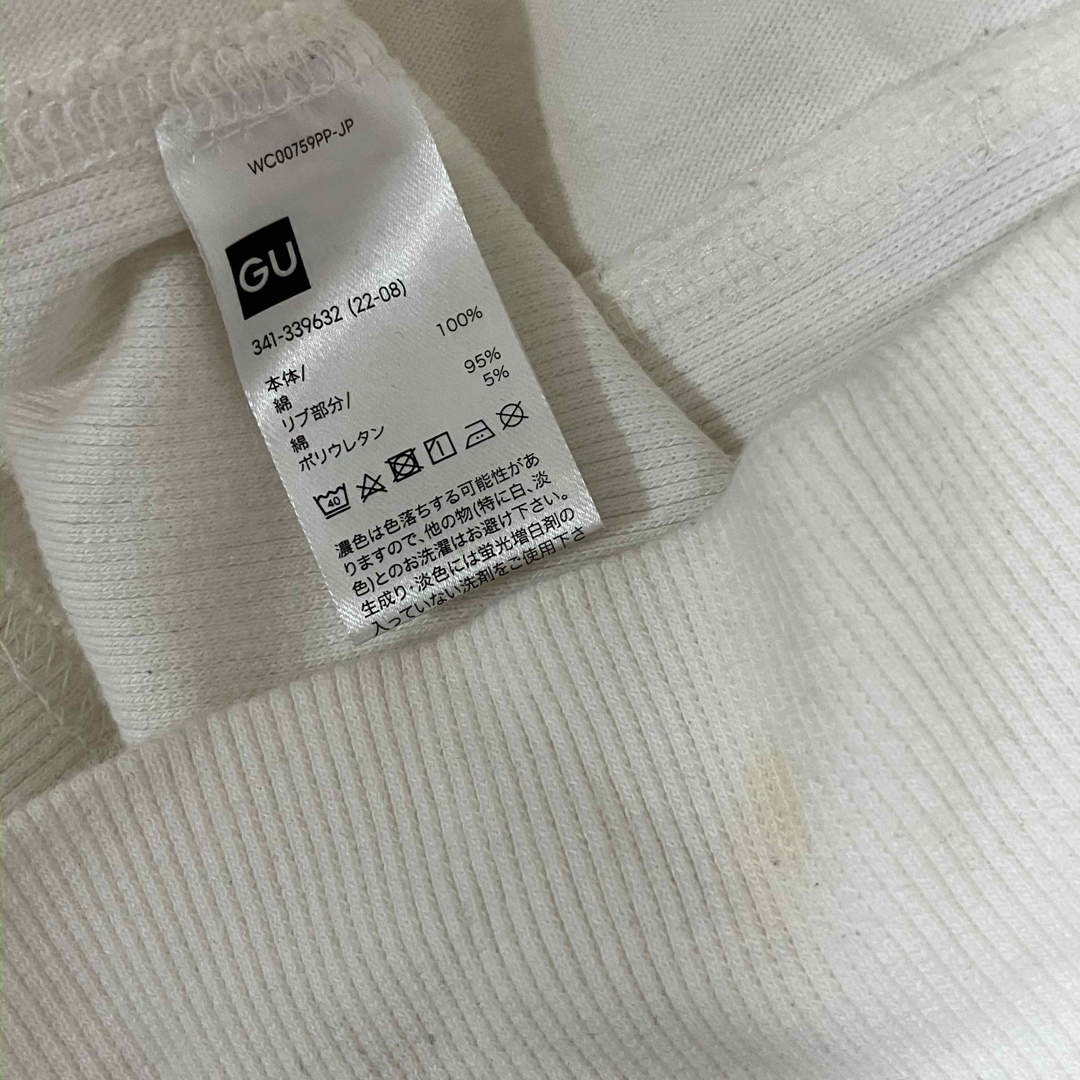 WC00759PP-JP
GU
341-339632 (22-08)
本体/
綿 100%
リブ部分/
綿 95%
ポリウレタン 5%
40
濃色は色落ちする可能性があ
りますので、他の物(特に白、淡
色)とのお洗濯はお避け下さい。
生成り・淡色には蛍光増白剤の
入っていない洗剤をご使用下さ